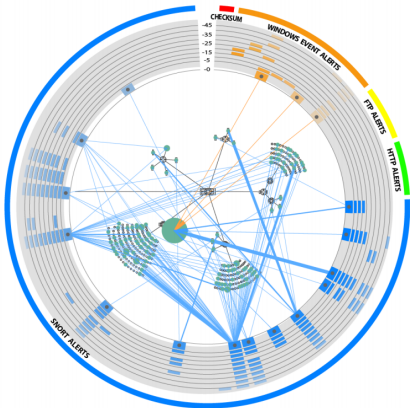 CHECKSUM
WINDOWS EVENT ALERTS
FTP ALERTS
HTTP ALERTS
SNORT ALERTS
-45
-35
-25
-15
-5
-0